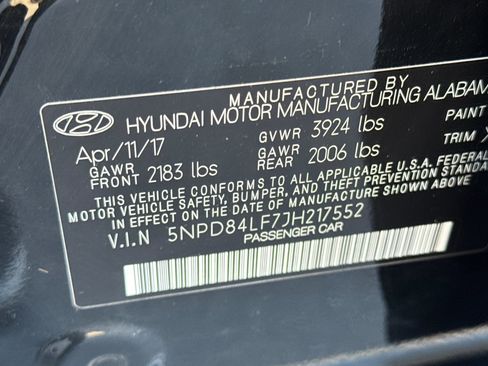 MANUFACTURED BY
HYUNDAI MOTOR MANUFACTURING ALABAM
Apr/11/17 GVWR 3924 lbs PAINT
GAWR FRONT 2183 lbs GAWR REAR 2006 lbs TRIM
THIS VEHICLE CONFORMS TO ALL APPLICABLE U.S.A. FEDERAL
MOTOR VEHICLE SAFETY, BUMPER, AND THEFT PREVENTION STANDA
IN EFFECT ON THE DATE OF MANUFACTURE SHOWN ABOVE.
V.I.N 5NPD84LF7JH217552
PASSENGER CAR